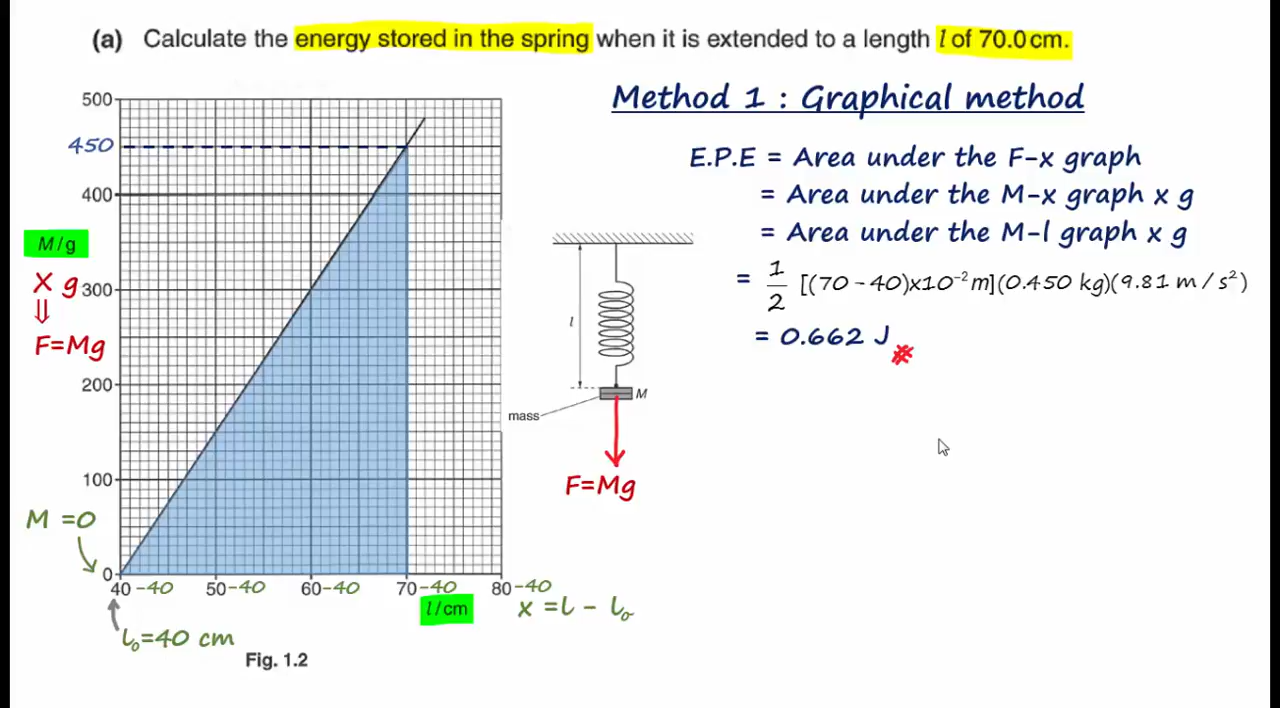 (a) Calculate the energy stored in the spring when it is extended to a length l of 70.0 cm.
Method 1 : Graphical method
E.P.E = Area under the F-x graph
= Area under the M-x graph x g
= Area under the M-l graph x g
= 1/2 [(70 - 40)x10⁻²m](0.450 kg)(9.81 m/s²)
= 0.662 J
500
450
400
M/g
X g
⇓
F=Mg
300
200
100
M =0
0
40-40 50-40 60-40 70-40 80-40
l/cm
x = l - l₀
l₀=40 cm
Fig. 1.2
l
M
mass
F=Mg